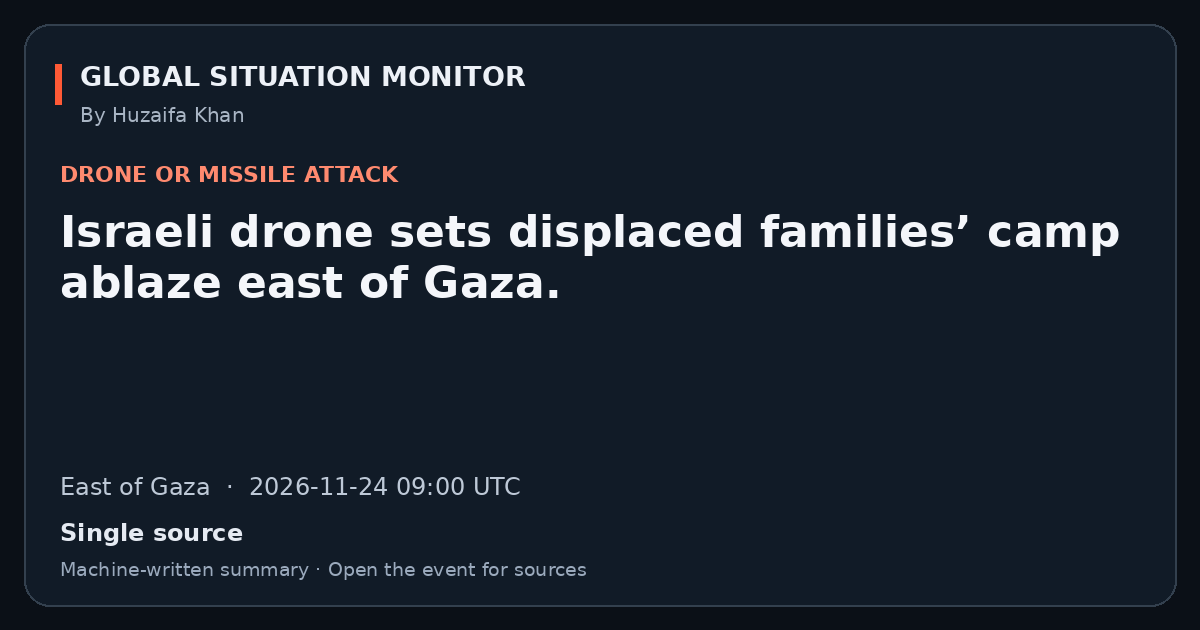 GLOBAL SITUATION MONITOR
By Huzaifa Khan
DRONE OR MISSILE ATTACK
Israeli drone sets displaced families’ camp
ablaze east of Gaza.
East of Gaza · 2026-11-24 09:00 UTC
Single source
Machine-written summary · Open the event for sources